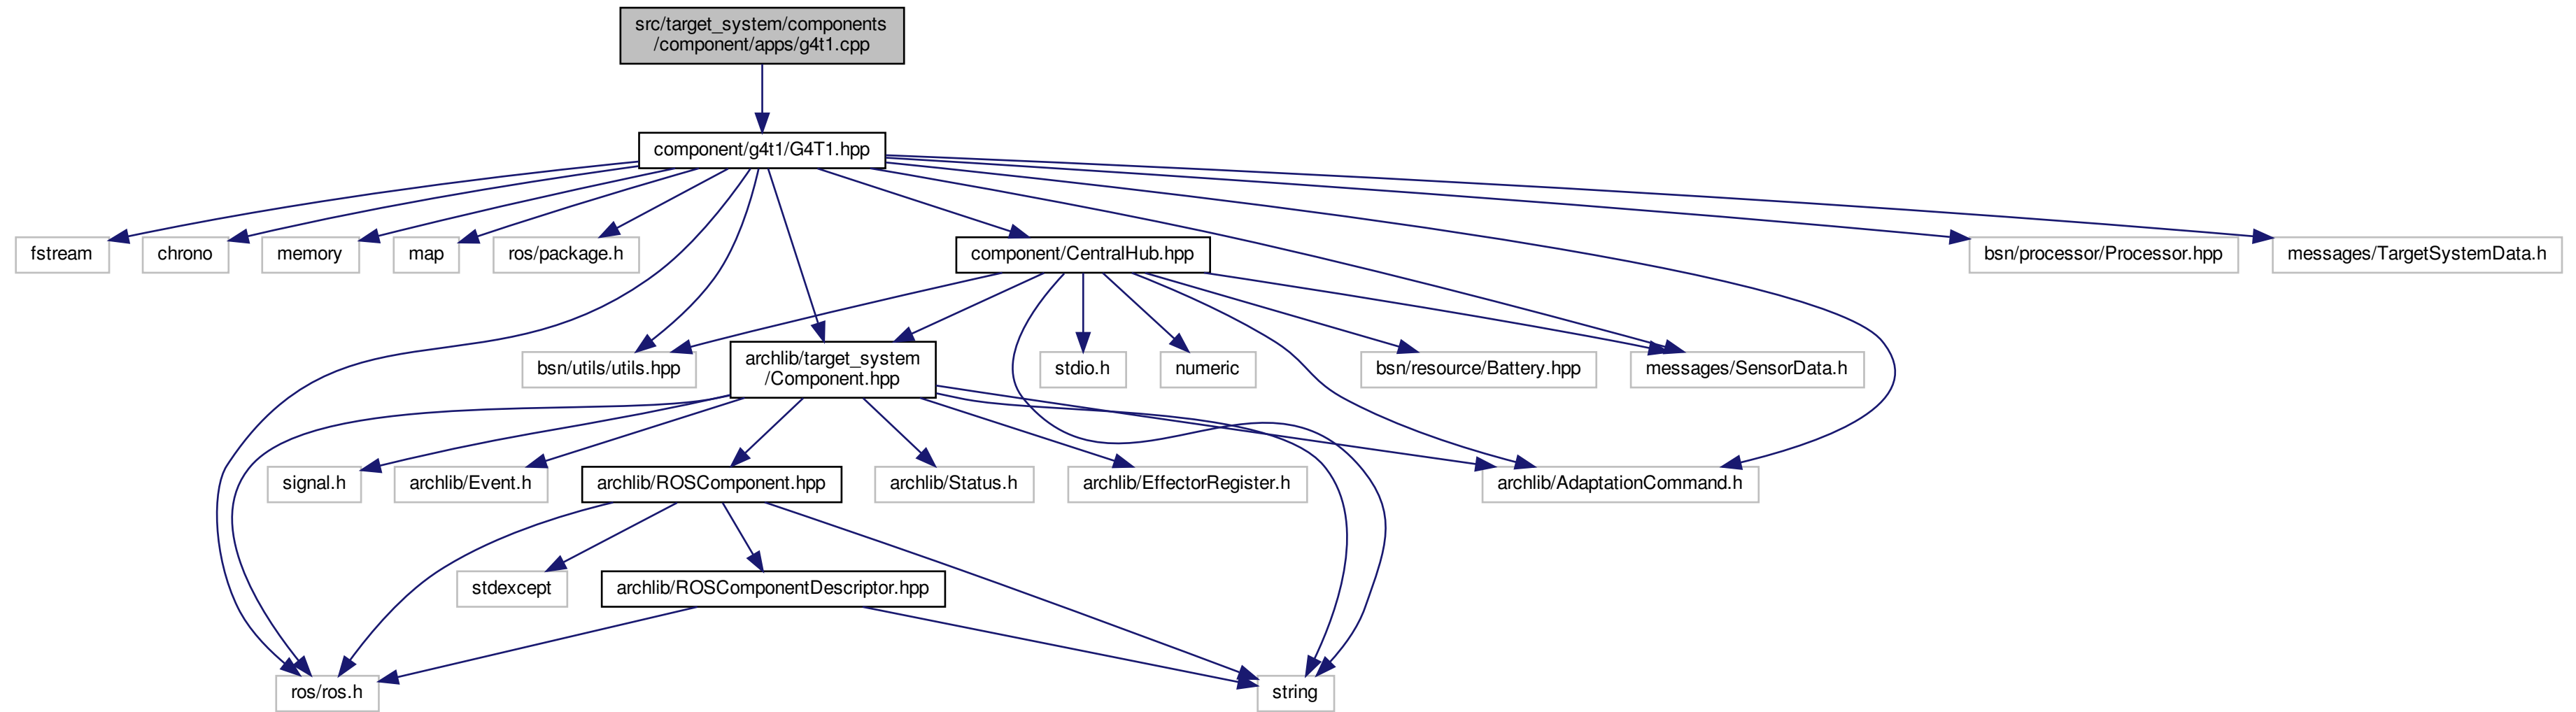 src/target_system/components
/component/apps/g4t1.cpp
component/g4t1/G4T1.hpp
fstream
chrono
memory
map
ros/package.h
component/CentralHub.hpp
bsn/processor/Processor.hpp
messages/TargetSystemData.h
bsn/utils/utils.hpp
archlib/target_system
/Component.hpp
stdio.h
numeric
bsn/resource/Battery.hpp
messages/SensorData.h
signal.h
archlib/Event.h
archlib/ROSComponent.hpp
archlib/Status.h
archlib/EffectorRegister.h
archlib/AdaptationCommand.h
stdexcept
archlib/ROSComponentDescriptor.hpp
ros/ros.h
string